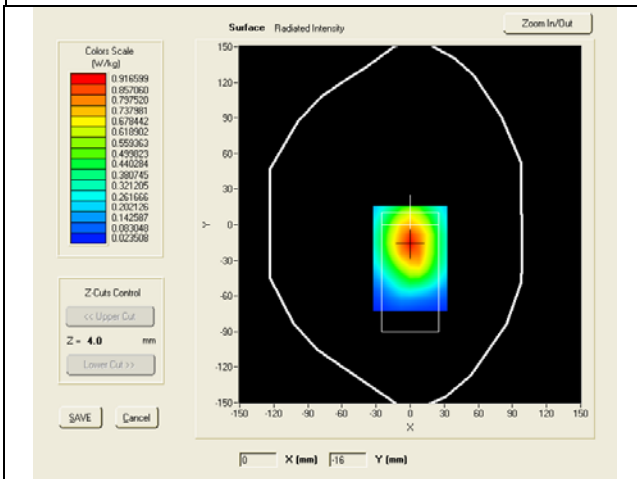 Surface Radiated Intensity
Zoom In/Out
Colors Scale
(W/kg)
0.916599
0.857060
0.797520
0.737981
0.678442
0.618902
0.559363
0.499823
0.440284
0.380745
0.321205
0.261666
0.202126
0.142587
0.083048
0.023508
150
120
90
60
30
0
-30
-60
-90
-120
-150
Y
-150 -120 -90 -60 -30 0 30 60 90 120 150
X
Z-Cuts Control
<< Upper Cut
Z = 4.0 mm
Lower Cut >>
SAVE Cancel
0 X (mm) -16 Y (mm)